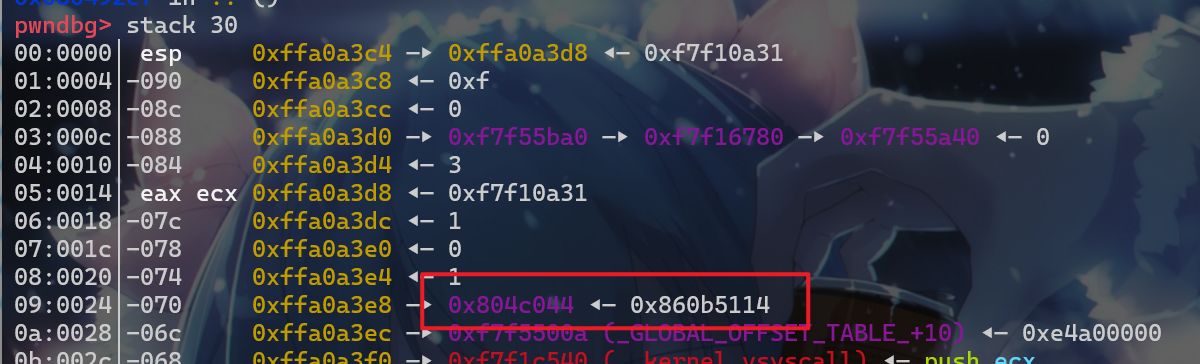 pwndbg> stack 30
00:0000│ esp 0xffa0a3c4 —▸ 0xffa0a3d8 ◂— 0xf7f10a31
01:0004│-090 0xffa0a3c8 ◂— 0xf
02:0008│-08c 0xffa0a3cc ◂— 0
03:000c│-088 0xffa0a3d0 —▸ 0xf7f55ba0 —▸ 0xf7f16780 —▸ 0xf7f55a40 ◂— 0
04:0010│-084 0xffa0a3d4 ◂— 3
05:0014│ eax ecx 0xffa0a3d8 ◂— 0xf7f10a31
06:0018│-07c 0xffa0a3dc ◂— 1
07:001c│-078 0xffa0a3e0 ◂— 0
08:0020│-074 0xffa0a3e4 ◂— 1
09:0024│-070 0xffa0a3e8 —▸ 0x804c044 ◂— 0x860b5114
0a:0028│-06c 0xffa0a3ec —▸ 0xf7f5500a (_GLOBAL_OFFSET_TABLE_+10) ◂— 0xe4a00000
0b:002c│-068 0xffa0a3f0 —▸ 0xf7f1c540 (__kernel_vsyscall) ◂— push ecx